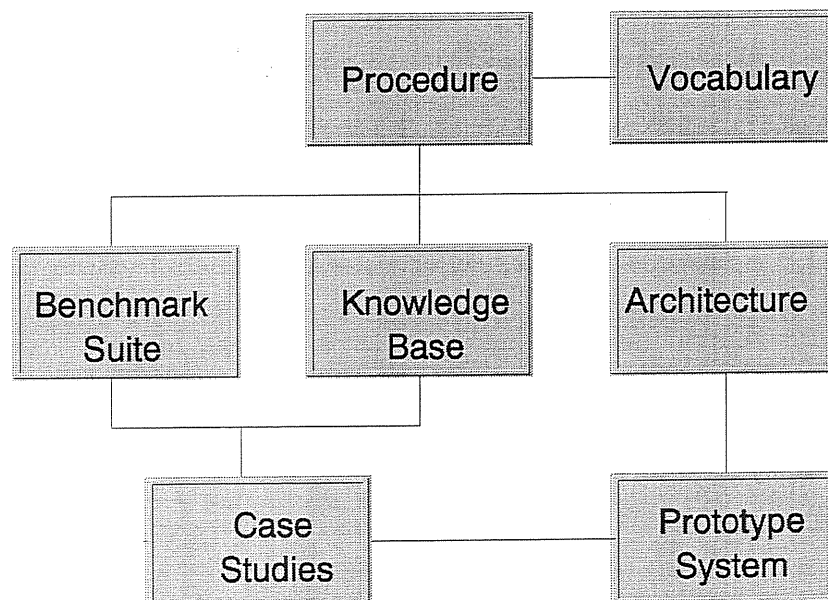 Procedure
Vocabulary
Benchmark
Suite
Knowledge
Base
Architecture
Case
Studies
Prototype
System